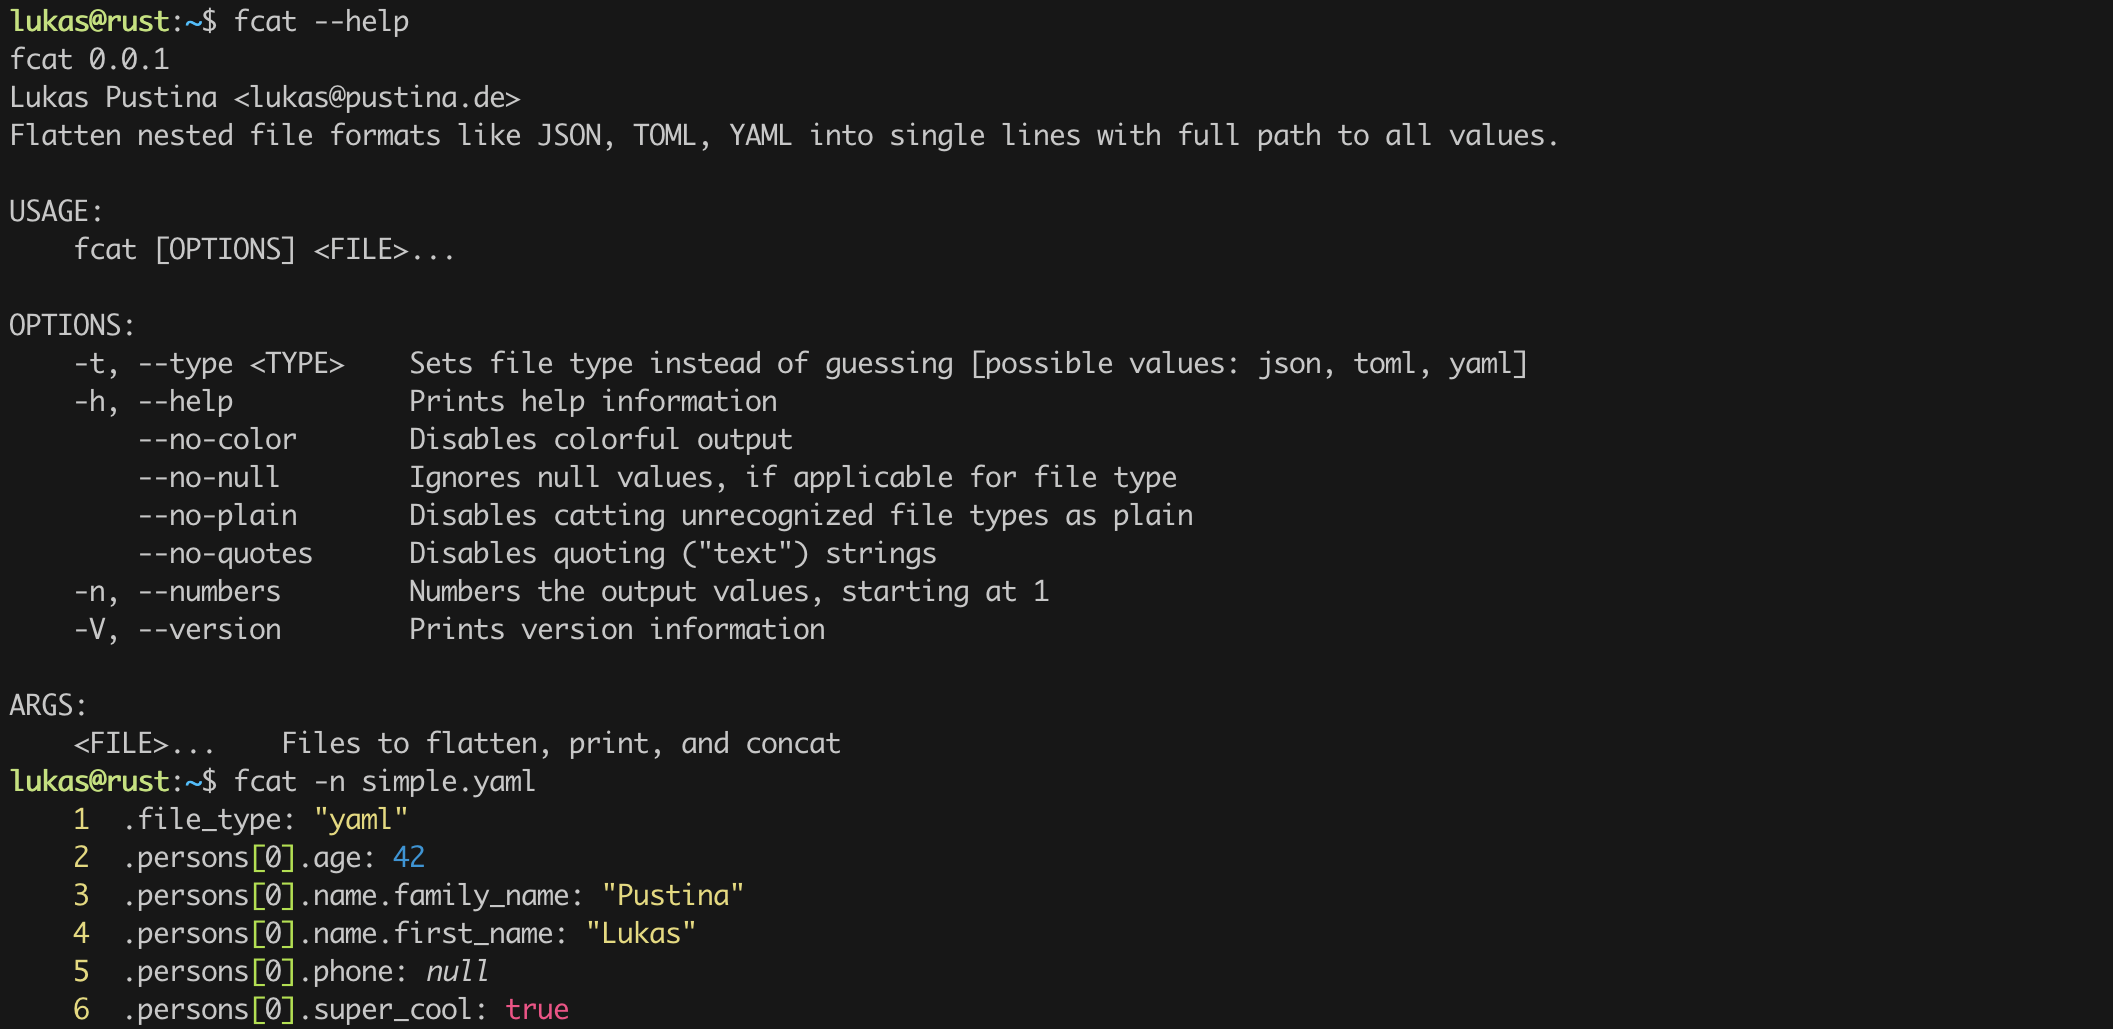 lukas@rust:~$ fcat --help
fcat 0.0.1
Lukas Pustina <lukas@pustina.de>
Flatten nested file formats like JSON, TOML, YAML into single lines with full path to all values.

USAGE:
    fcat [OPTIONS] <FILE>...

OPTIONS:
    -t, --type <TYPE>    Sets file type instead of guessing [possible values: json, toml, yaml]
    -h, --help           Prints help information
        --no-color       Disables colorful output
        --no-null        Ignores null values, if applicable for file type
        --no-plain       Disables catting unrecognized file types as plain
        --no-quotes      Disables quoting ("text") strings
    -n, --numbers        Numbers the output values, starting at 1
    -V, --version        Prints version information

ARGS:
    <FILE>...    Files to flatten, print, and concat
lukas@rust:~$ fcat -n simple.yaml
    1  .file_type: "yaml"
    2  .persons[0].age: 42
    3  .persons[0].name.family_name: "Pustina"
    4  .persons[0].name.first_name: "Lukas"
    5  .persons[0].phone: null
    6  .persons[0].super_cool: true